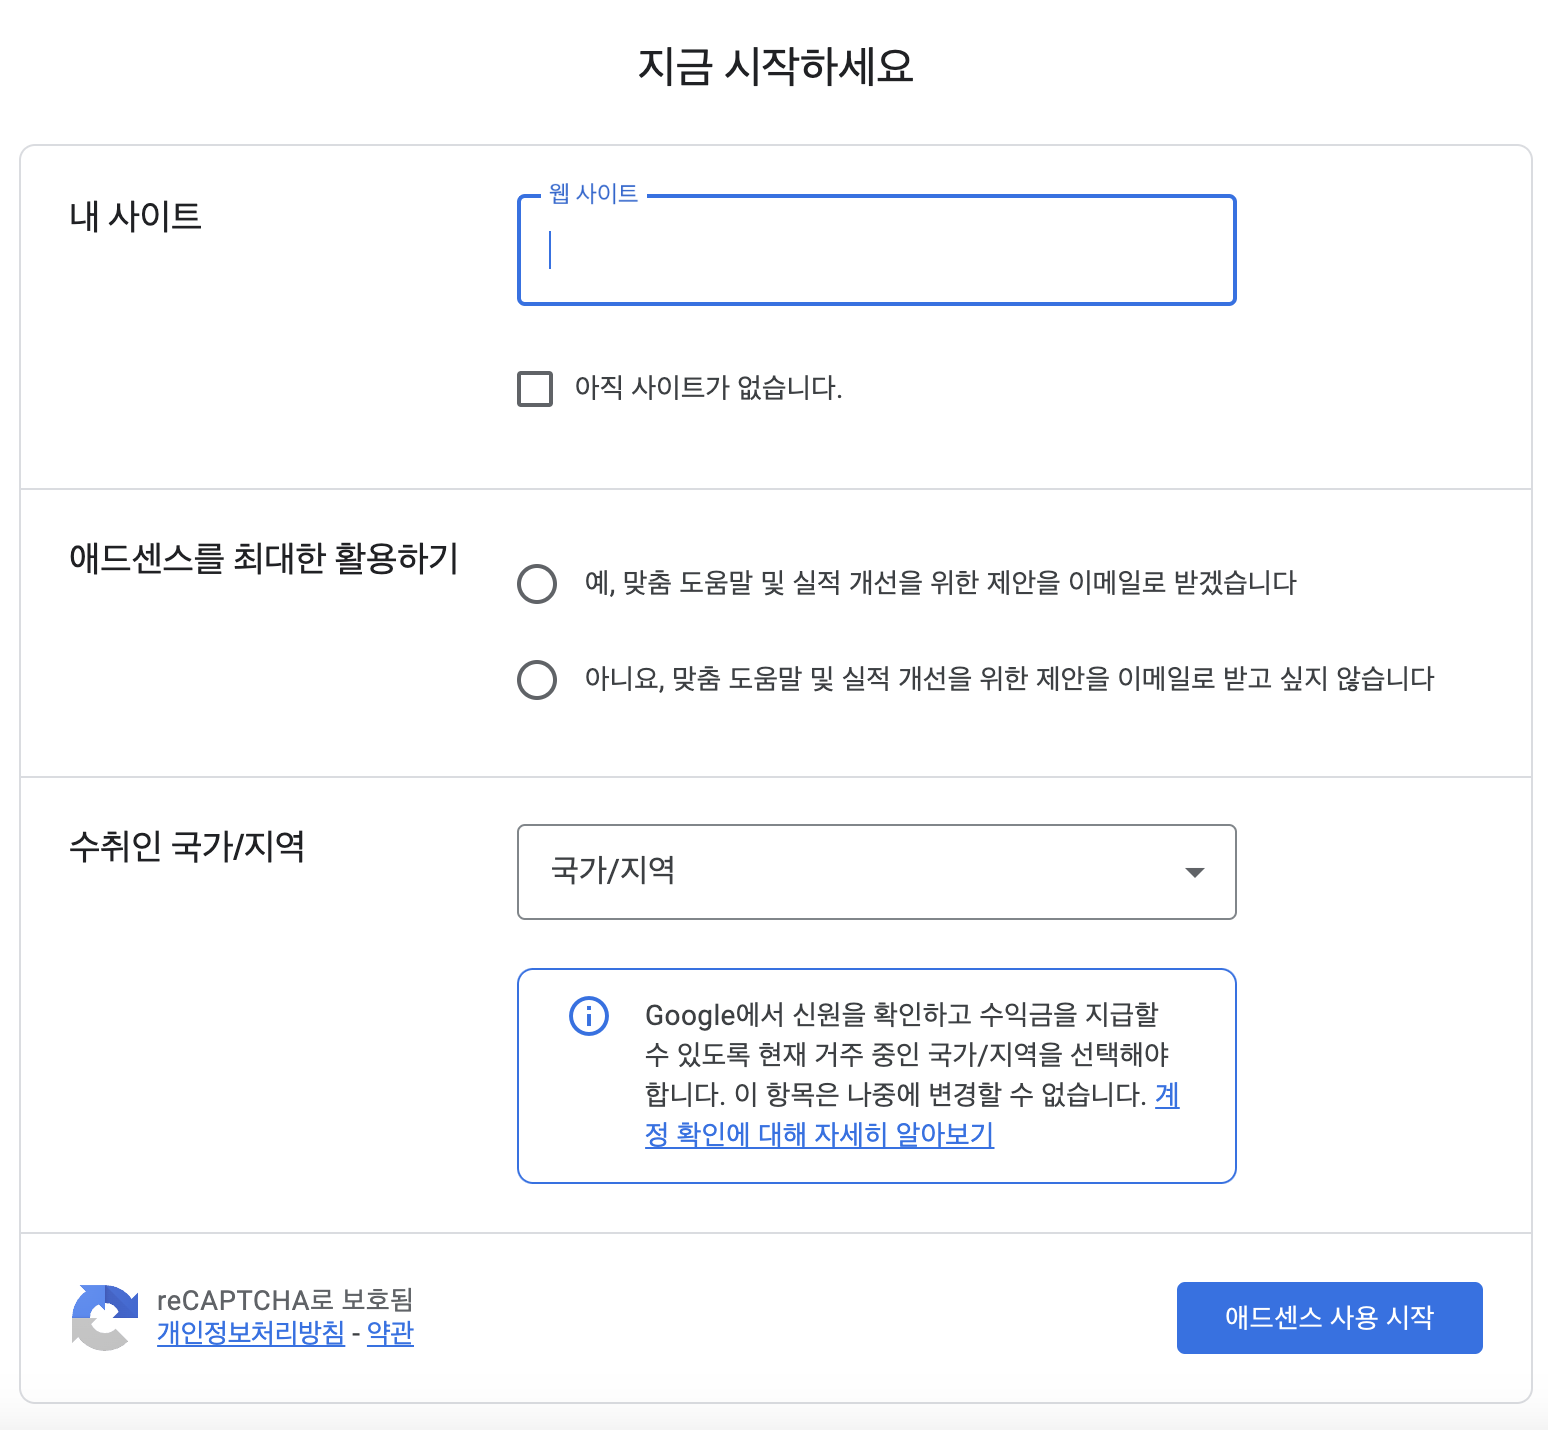 지금 시작하세요
내 사이트
웹 사이트
아직 사이트가 없습니다.
애드센스를 최대한 활용하기
예, 맞춤 도움말 및 실적 개선을 위한 제안을 이메일로 받겠습니다
아니요, 맞춤 도움말 및 실적 개선을 위한 제안을 이메일로 받고 싶지 않습니다
수취인 국가/지역
국가/지역
Google에서 신원을 확인하고 수익금을 지급할
수 있도록 현재 거주 중인 국가/지역을 선택해야
합니다. 이 항목은 나중에 변경할 수 없습니다. 계
정 확인에 대해 자세히 알아보기
reCAPTCHA로 보호됨
개인정보처리방침 - 약관
애드센스 사용 시작